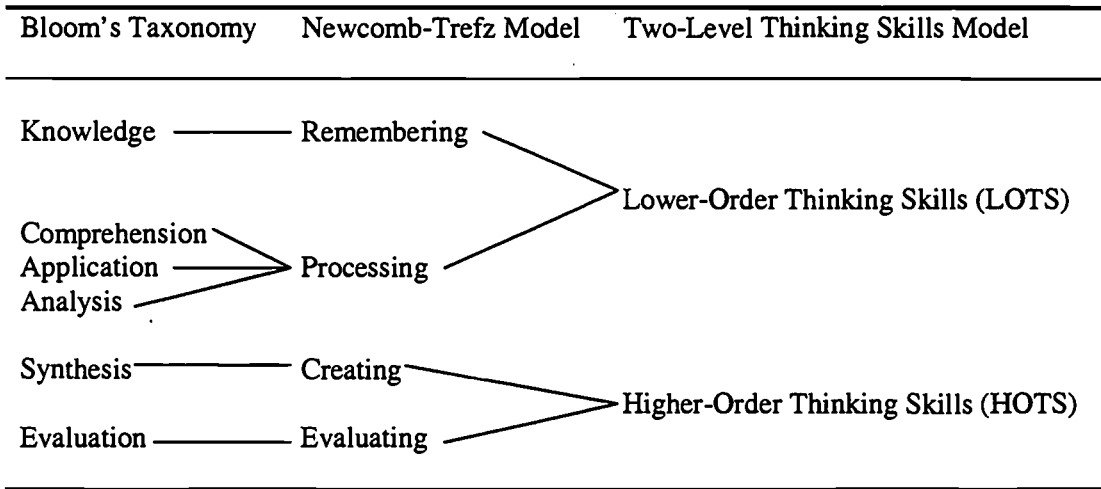 Bloom's Taxonomy Newcomb-Trefz Model Two-Level Thinking Skills Model
Knowledge Remembering
Lower-Order Thinking Skills (LOTS)
Comprehension
Application Processing
Analysis
Synthesis Creating
Higher-Order Thinking Skills (HOTS)
Evaluation Evaluating